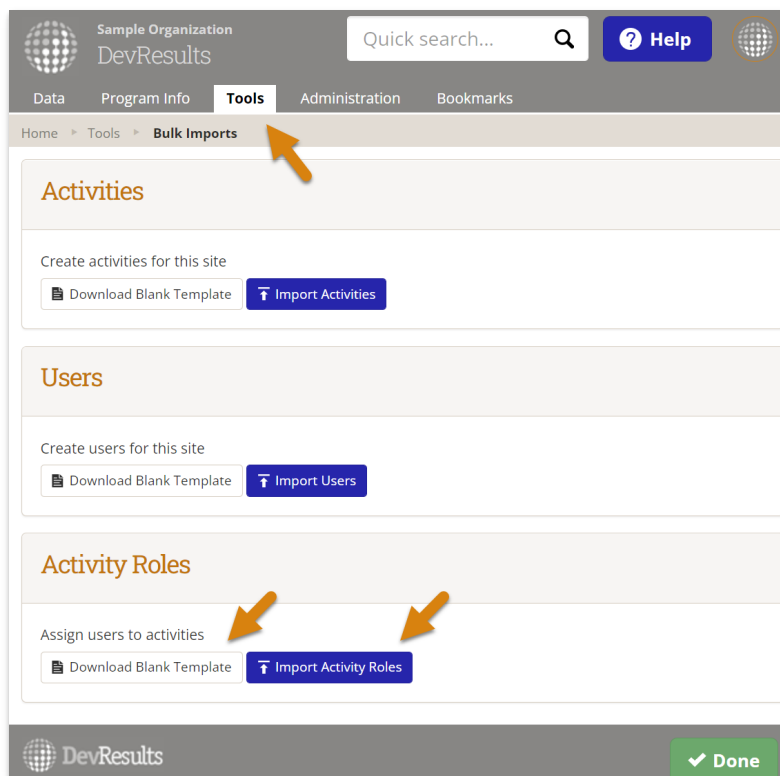 Sample Organization
DevResults
Quick search...
Help
Data Program Info Tools Administration Bookmarks
Home Tools Bulk Imports
Activities
Create activities for this site
Download Blank Template Import Activities
Users
Create users for this site
Download Blank Template Import Users
Activity Roles
Assign users to activities
Download Blank Template Import Activity Roles
DevResults
Done